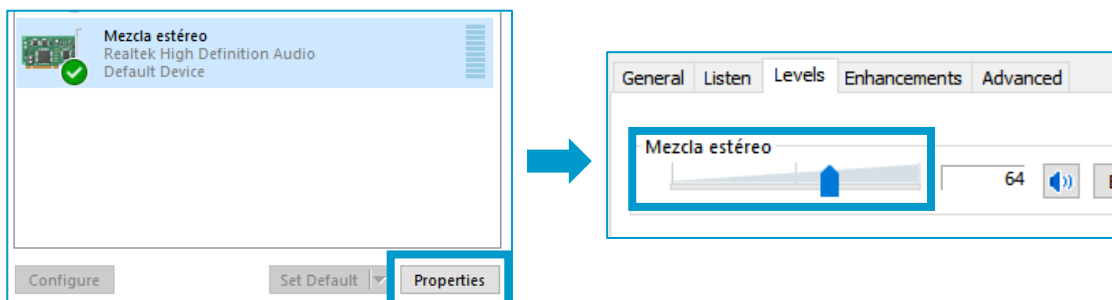 Mezcla estéreo
Realtek High Definition Audio
Default Device
Configure
Set Default
Properties
General
Listen
Levels
Enhancements
Advanced
Mezcla estéreo
64